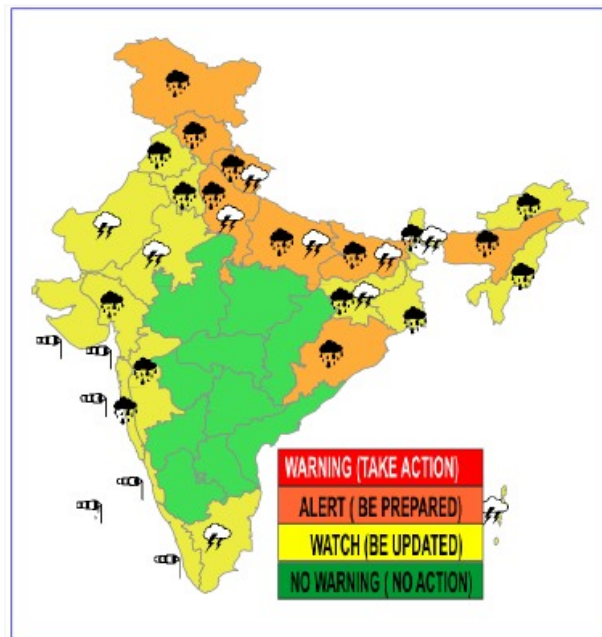 WARNING (TAKE ACTION)
ALERT ( BE PREPARED)
WATCH (BE UPDATED)
NO WARNING ( NO ACTION)